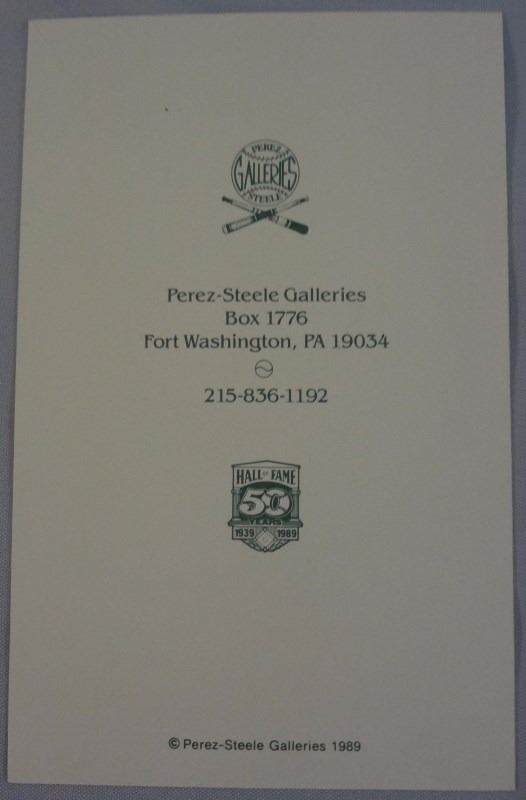 PEREZ
GALLERIES
STEELE
Perez-Steele Galleries
Box 1776
Fort Washington, PA 19034
215-836-1192
HALL OF FAME
50
YEARS
1939 1989
© Perez-Steele Galleries 1989